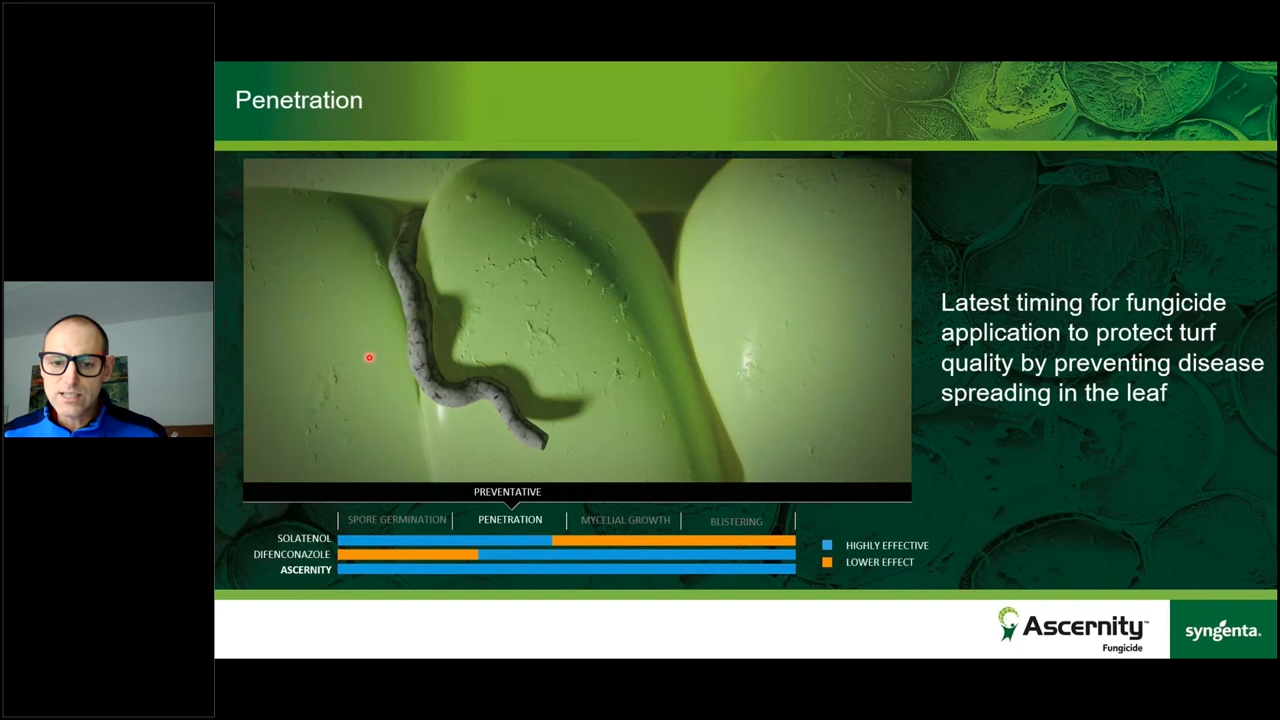 Penetration
Latest timing for fungicide
application to protect turf
quality by preventing disease
spreading in the leaf
PREVENTATIVE
SPORE GERMINATION
PENETRATION
MYCELIAL GROWTH
BLISTERING
SOLATENOL
DIFENCONAZOLE
ASCERNITY
HIGHLY EFFECTIVE
LOWER EFFECT
Ascernity™
Fungicide
syngenta.